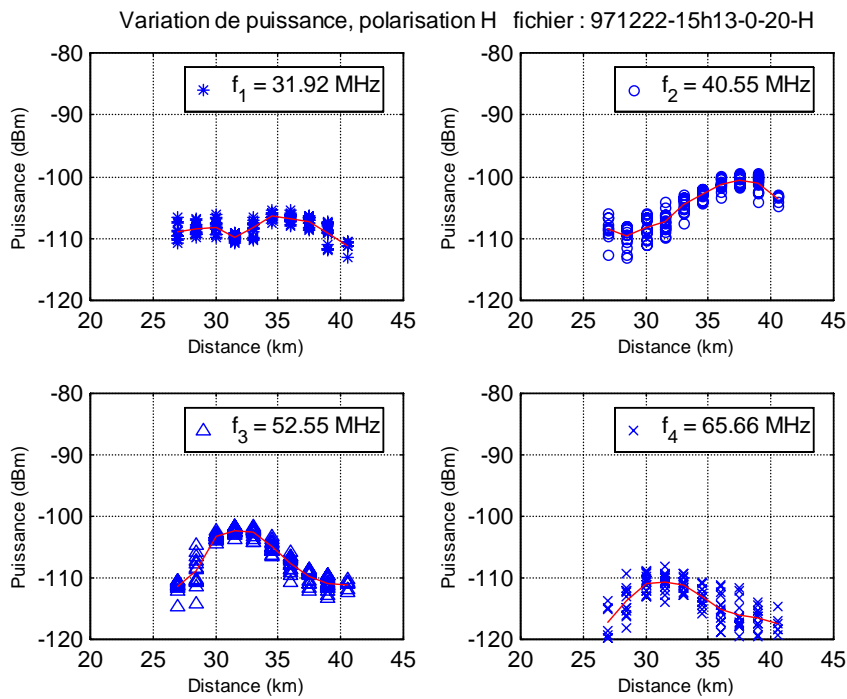 Variation de puissance, polarisation H fichier : 971222-15h13-0-20-H
-80
-90
-100
-110
-120
Puissance (dBm)
f1 = 31.92 MHz
20 25 30 35 40 45
Distance (km)
-80
-90
-100
-110
-120
Puissance (dBm)
f2 = 40.55 MHz
20 25 30 35 40 45
Distance (km)
-80
-90
-100
-110
-120
Puissance (dBm)
f3 = 52.55 MHz
20 25 30 35 40 45
Distance (km)
-80
-90
-100
-110
-120
Puissance (dBm)
f4 = 65.66 MHz
20 25 30 35 40 45
Distance (km)